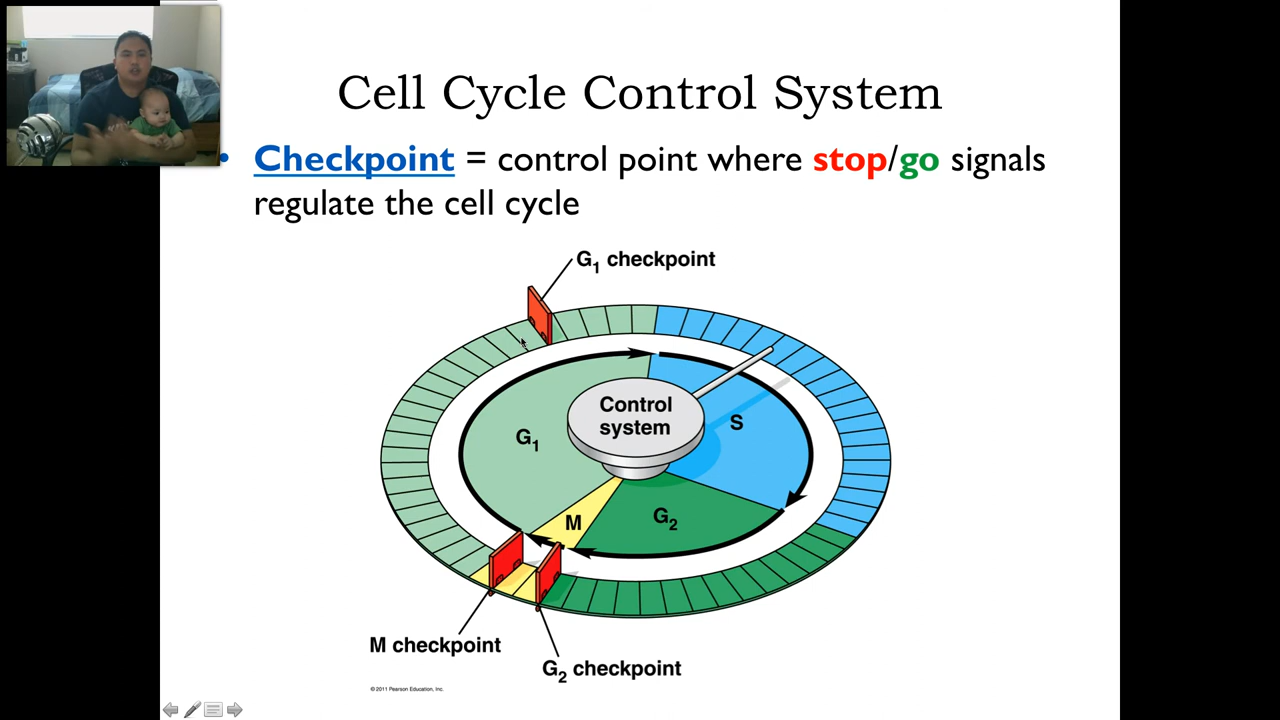 Cell Cycle Control System
• Checkpoint = control point where stop/go signals
regulate the cell cycle
G₁ checkpoint
Control
system
S
G₁
M
G₂
M checkpoint
G₂ checkpoint
© 2011 Pearson Education, Inc.